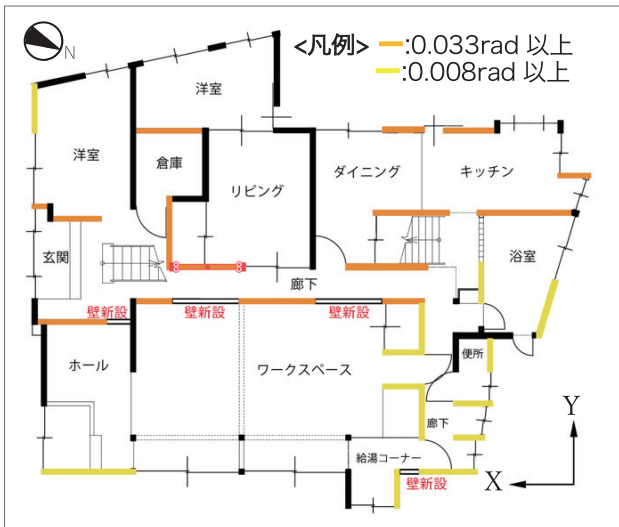 N
<凡例> :0.033rad 以上
:0.008rad 以上
洋室
洋室
倉庫
リビング
ダイニング
キッチン
玄関
浴室
廊下
壁新設
壁新設
壁新設
ホール
ワークスペース
便所
廊下
給湯コーナー
壁新設
Y
X